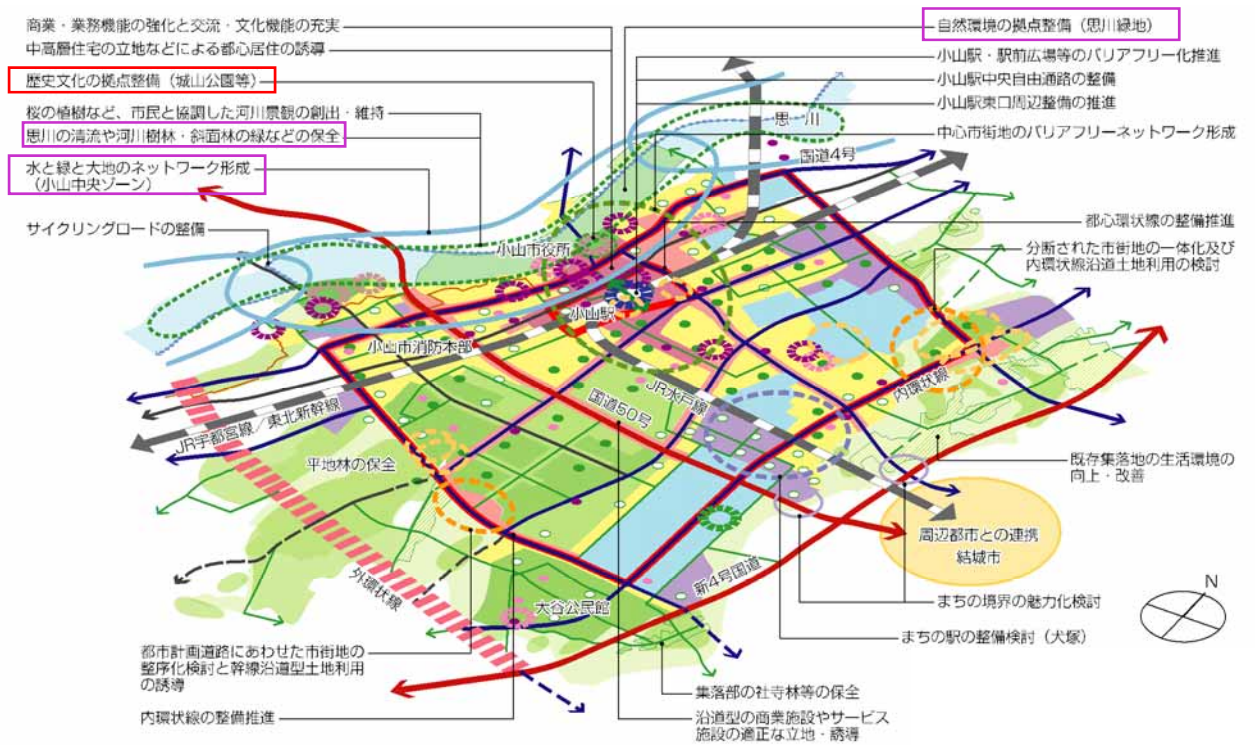 商業・業務機能の強化と交流・文化機能の充実
中高層住宅の立地などによる都心居住の誘導
歴史文化の拠点整備（城山公園等）
桜の植樹など、市民と協調した河川景観の創出・維持
思川の清流や河川樹林・斜面林の緑などの保全
水と緑と大地のネットワーク形成
（小山中央ゾーン）
サイクリングロードの整備
自然環境の拠点整備（思川緑地）
小山駅・駅前広場等のバリアフリー化推進
小山駅中央自由通路の整備
小山駅東口周辺整備の推進
中心市街地のバリアフリーネットワーク形成
都心環状線の整備推進
分断された市街地の一体化及び
内環状線沿道土地利用の検討
思　川
国道4号
小山市役所
小山駅
小山市消防本部
JR宇都宮線／東北新幹線
国道50号
JR水戸線
内環状線
平地林の保全
外環状線
大谷公民館
新4号国道
既存集落地の生活環境の
向上・改善
周辺都市との連携
結城市
まちの境界の魅力化検討
まちの駅の整備検討（犬塚）
N
都市計画道路にあわせた市街地の
整序化検討と幹線沿道型土地利用
の誘導
内環状線の整備推進
集落部の社寺林等の保全
沿道型の商業施設やサービス
施設の適正な立地・誘導